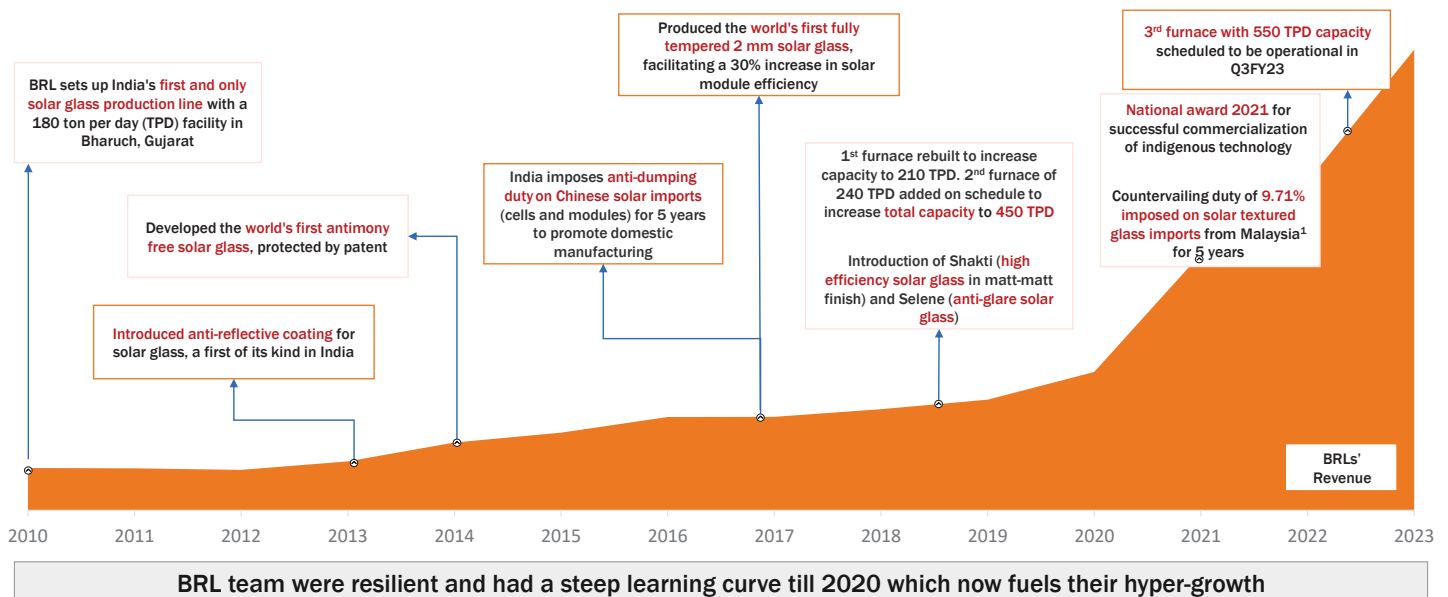 BRL sets up India's first and only
solar glass production line with a
180 ton per day (TPD) facility in
Bharuch, Gujarat
Introduced anti-reflective coating for
solar glass, a first of its kind in India
Developed the world's first antimony
free solar glass, protected by patent
India imposes anti-dumping
duty on Chinese solar imports
(cells and modules) for 5 years
to promote domestic
manufacturing
Produced the world's first fully
tempered 2 mm solar glass,
facilitating a 30% increase in solar
module efficiency
1st furnace rebuilt to increase
capacity to 210 TPD. 2nd furnace of
240 TPD added on schedule to
increase total capacity to 450 TPD
Introduction of Shakti (high
efficiency solar glass in matt-matt
finish) and Selene (anti-glare solar
glass)
National award 2021 for
successful commercialization
of indigenous technology
Countervailing duty of 9.71%
imposed on solar textured
glass imports from Malaysia1
for 5 years
3rd furnace with 550 TPD capacity
scheduled to be operational in
Q3FY23
BRLs'
Revenue
2010 2011 2012 2013 2014 2015 2016 2017 2018 2019 2020 2021 2022 2023
BRL team were resilient and had a steep learning curve till 2020 which now fuels their hyper-growth